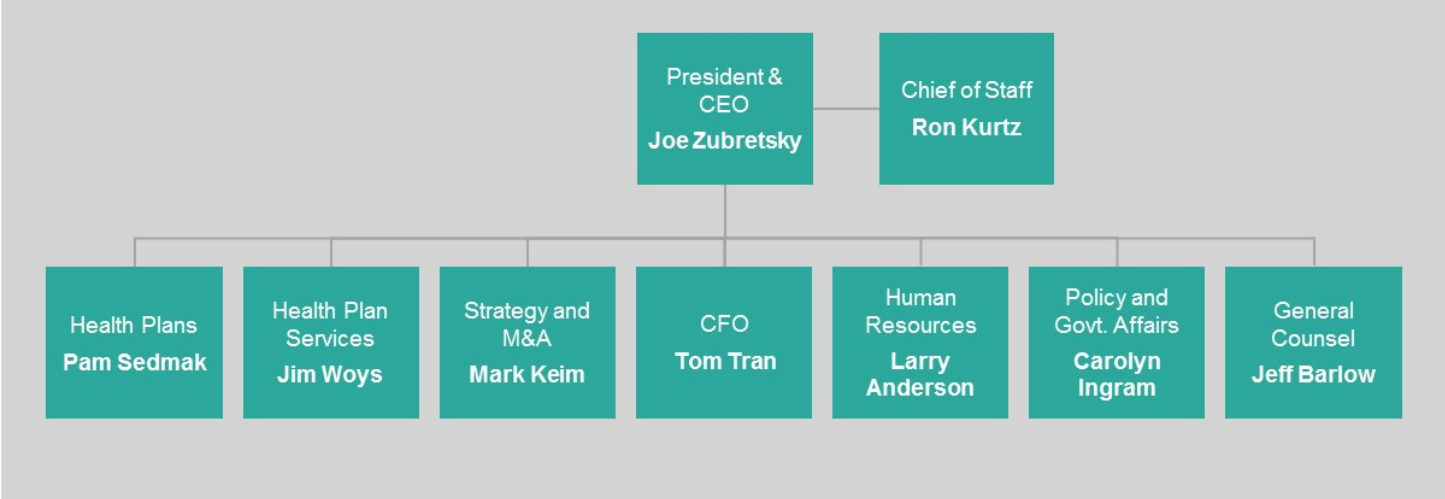 President &
CEO
Joe Zubretsky
Chief of Staff
Ron Kurtz
Health Plans
Pam Sedmak
Health Plan
Services
Jim Woys
Strategy and
M&A
Mark Keim
CFO
Tom Tran
Human
Resources
Larry
Anderson
Policy and
Govt. Affairs
Carolyn
Ingram
General
Counsel
Jeff Barlow